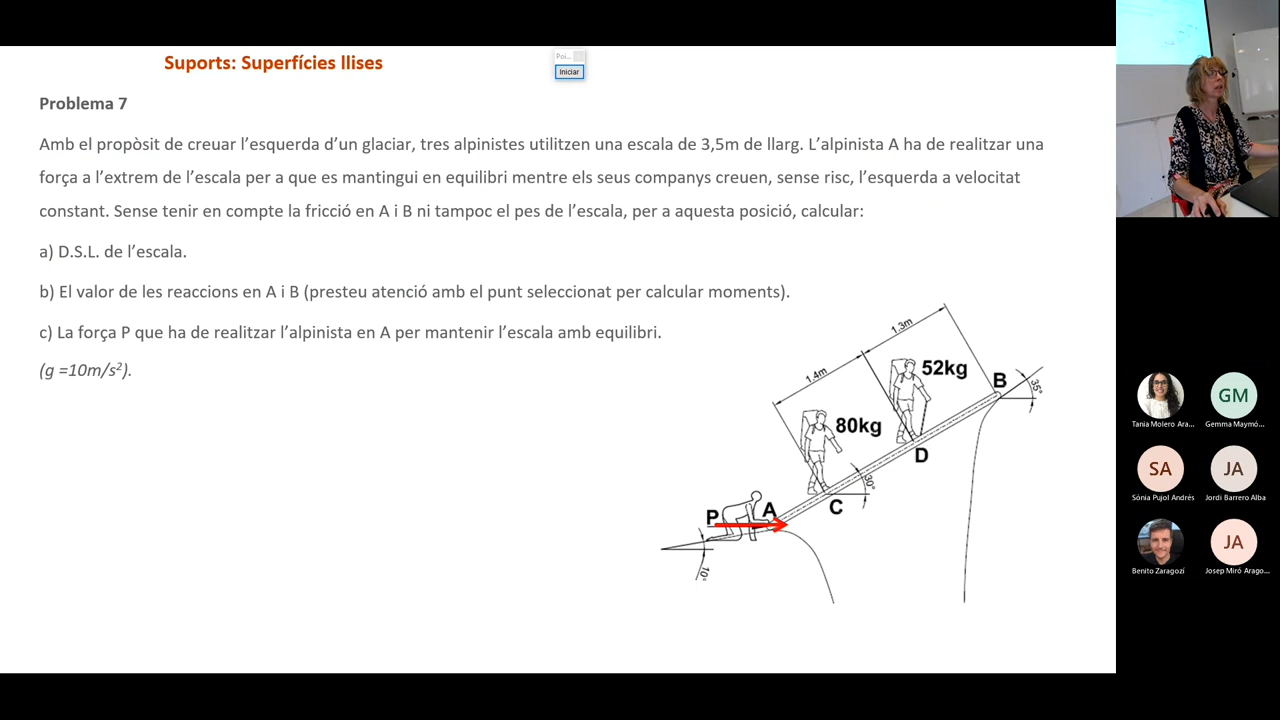 Suports: Superfícies llises
Poi...
Iniciar
Problema 7
Amb el propòsit de creuar l'esquerda d'un glaciar, tres alpinistes utilitzen una escala de 3,5m de llarg. L'alpinista A ha de realitzar una
força a l'extrem de l'escala per a que es mantingui en equilibri mentre els seus companys creuen, sense risc, l'esquerda a velocitat
constant. Sense tenir en compte la fricció en A i B ni tampoc el pes de l'escala, per a aquesta posició, calcular:
a) D.S.L. de l'escala.
b) El valor de les reaccions en A i B (presteu atenció amb el punt seleccionat per calcular moments).
c) La força P que ha de realitzar l'alpinista en A per mantenir l'escala amb equilibri.
(g =10m/s²).
1.3m
1.4m
52kg
B
35°
80kg
D
30°
C
P
A
10°
Tania Molero Ara...
GM
Gemma Maymó...
SA
Sònia Pujol Andrés
JA
Jordi Barrero Alba
Benito Zaragozí
JA
Josep Miró Arago...